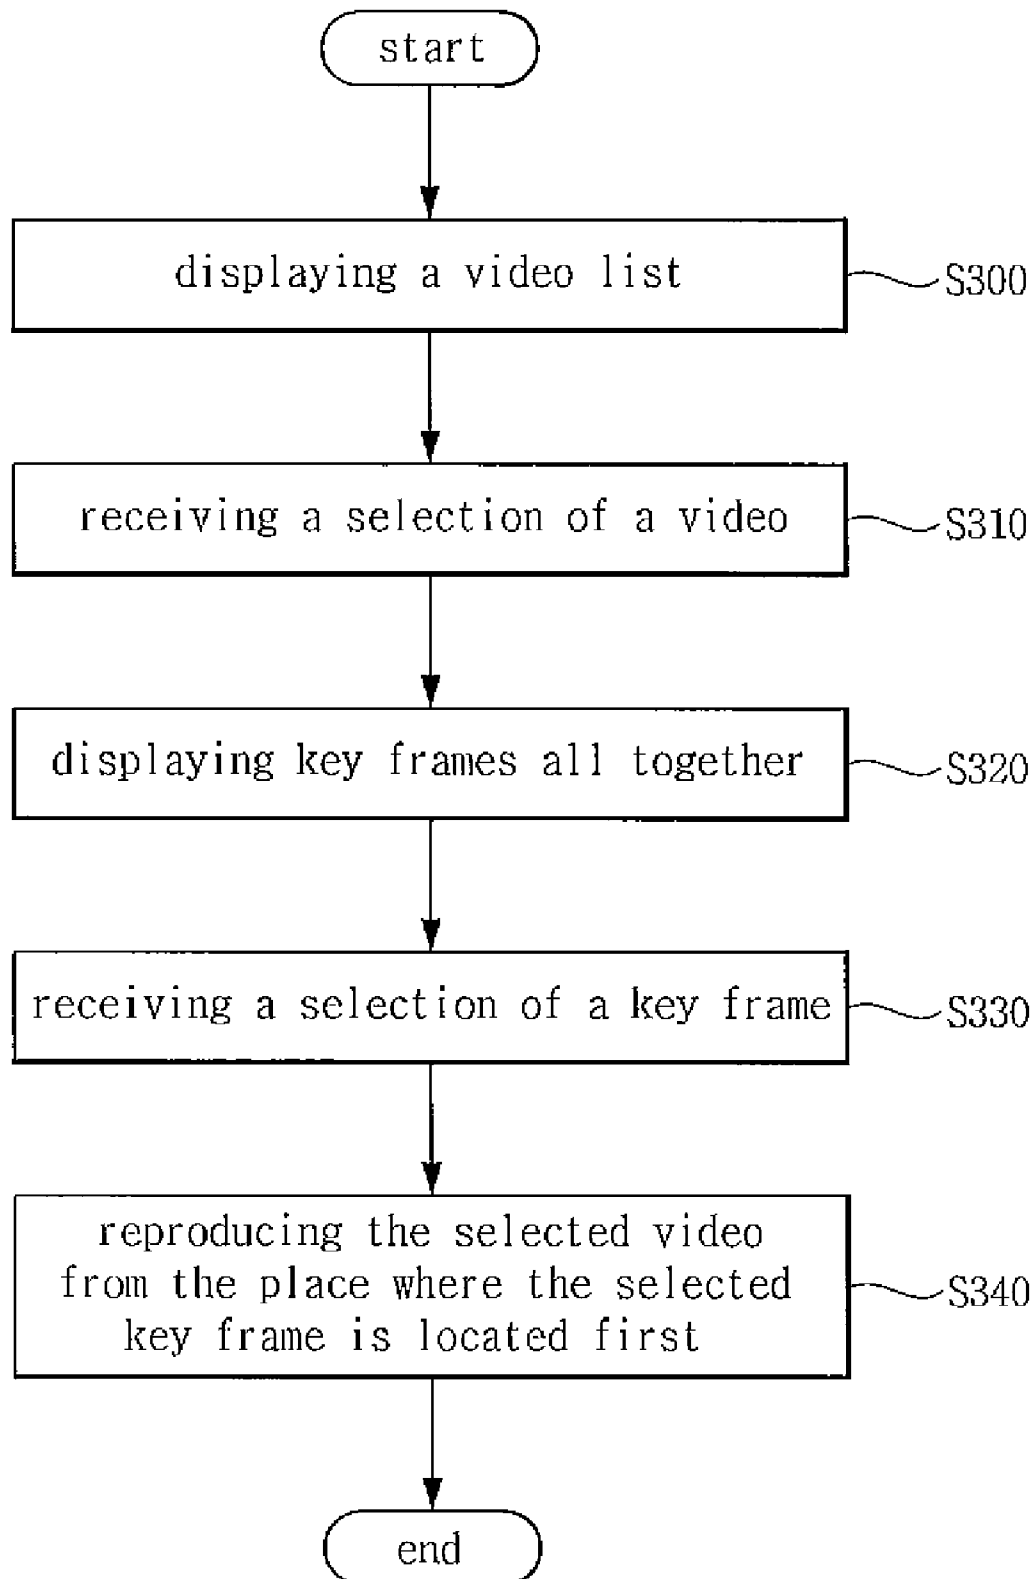 start
displaying a video list
S300
receiving a selection of a video
S310
displaying key frames all together
S320
receiving a selection of a key frame
S330
reproducing the selected video
from the place where the selected
key frame is located first
S340
end